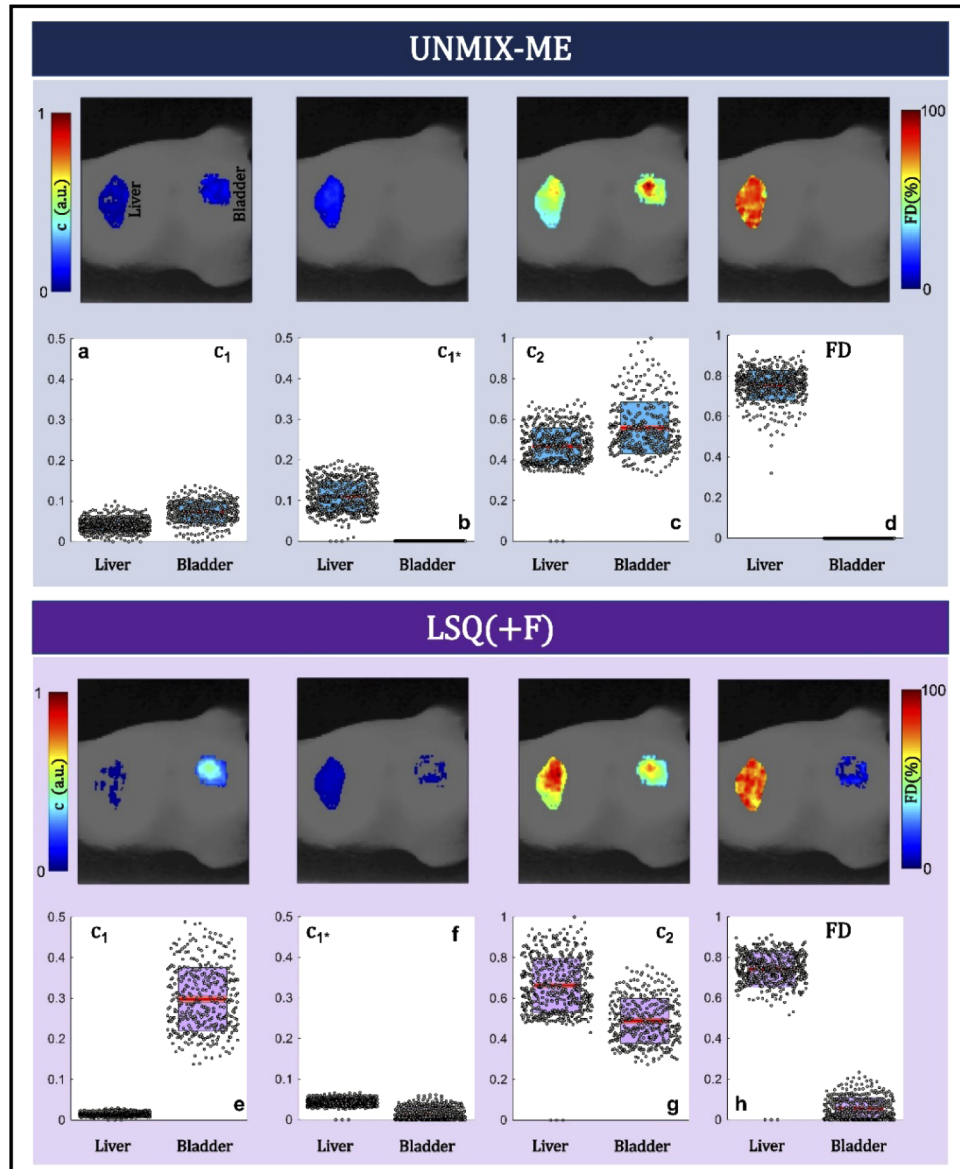 UNMIX-ME
1
c (a.u.)
0
Liver
Bladder
100
FD(%)
0
0.5
0.4
0.3
0.2
0.1
0
a
C₁
Liver
Bladder
0.5
0.4
0.3
0.2
0.1
0
C₁*
b
Liver
Bladder
1
0.8
0.6
0.4
0.2
0
C₂
c
Liver
Bladder
1
0.8
0.6
0.4
0.2
0
FD
d
Liver
Bladder
LSQ(+F)
1
c (a.u.)
0
100
FD(%)
0
0.5
0.4
0.3
0.2
0.1
0
C₁
e
Liver
Bladder
0.5
0.4
0.3
0.2
0.1
0
C₁*
f
Liver
Bladder
1
0.8
0.6
0.4
0.2
0
C₂
g
Liver
Bladder
1
0.8
0.6
0.4
0.2
0
FD
h
Liver
Bladder